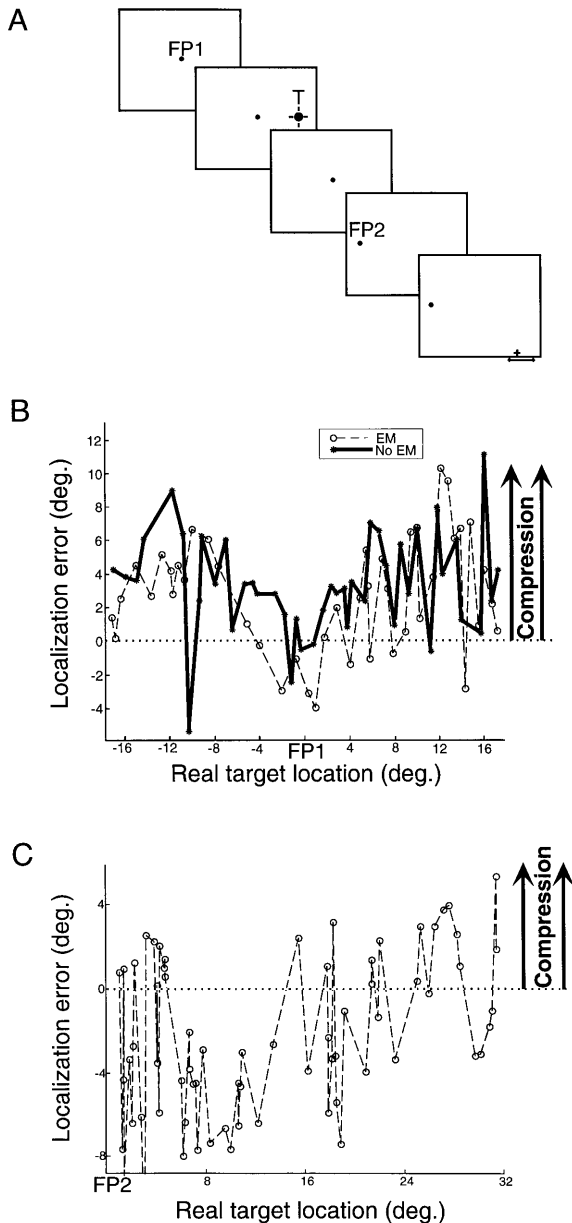 A
FP1
T
FP2
B
12
10
8
6
4
2
0
-2
-4
Localization error (deg.)
EM
No EM
Compression
-16 -12 -8 -4 FP1 4 8 12 16
Real target location (deg.)
C
4
0
-4
-8
Localization error (deg.)
Compression
FP2 8 16 24 32
Real target location (deg.)